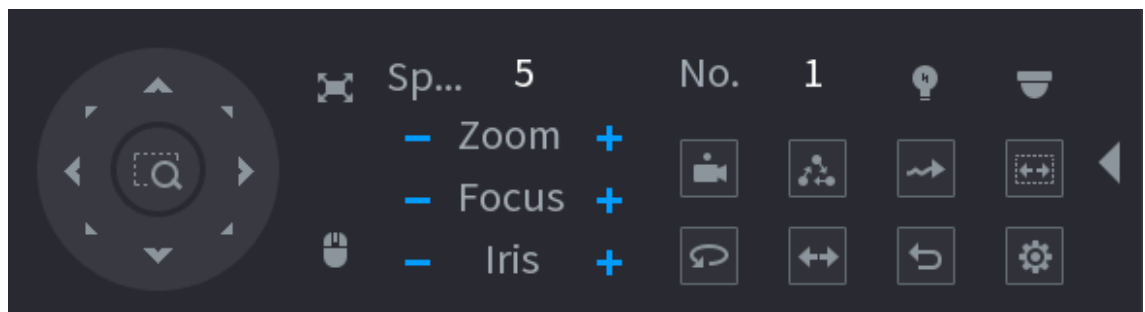 Sp... 5 No. 1
− Zoom +
− Focus +
− Iris +